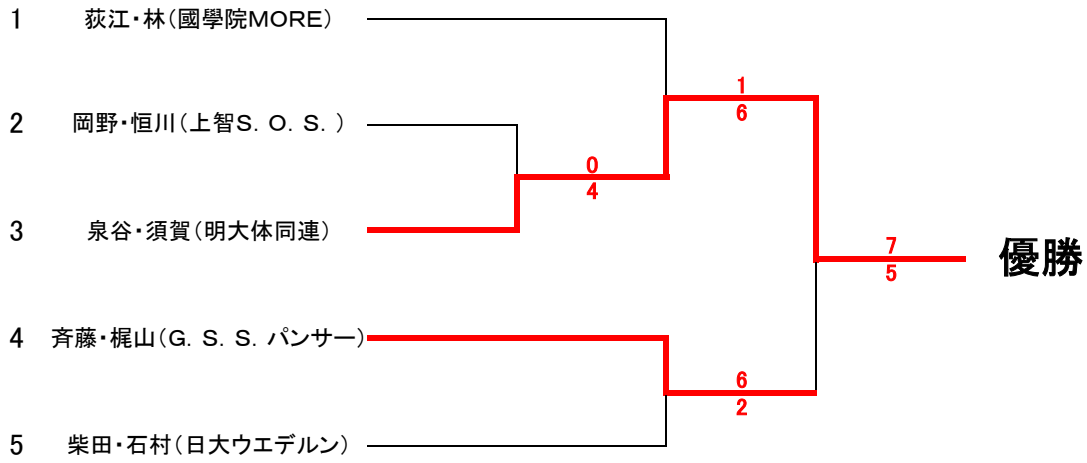 1 荻江・林(國學院MORE)
1
6
2 岡野・恒川(上智S.O.S.)
0
4
3 泉谷・須賀(明大体同連)
7
5
優勝
4 斉藤・梶山(G.S.S.パンサー)
6
2
5 柴田・石村(日大ウエデルン)